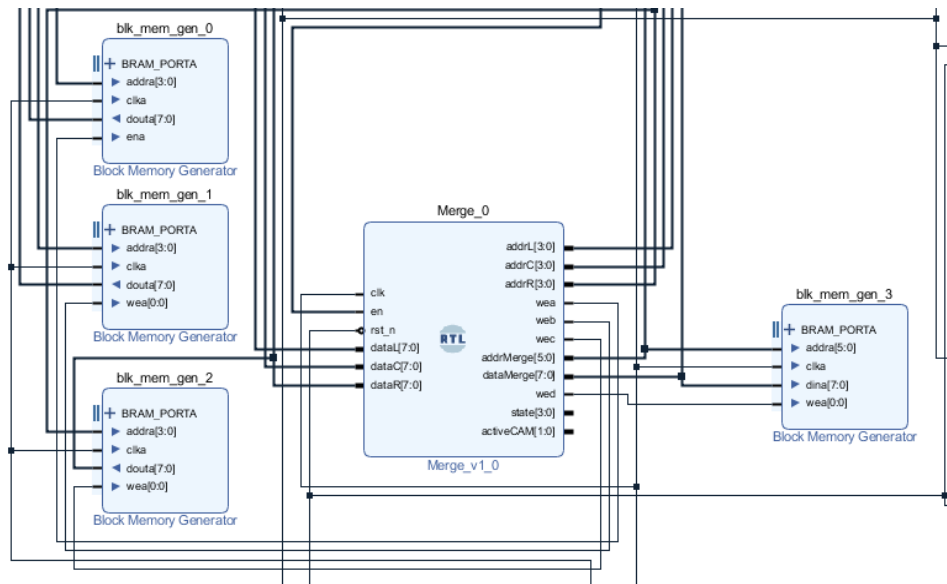 blk_mem_gen_0
BRAM_PORTA
addra[3:0]
clka
douta[7:0]
ena
Block Memory Generator
blk_mem_gen_1
BRAM_PORTA
addra[3:0]
clka
douta[7:0]
wea[0:0]
Block Memory Generator
blk_mem_gen_2
BRAM_PORTA
addra[3:0]
clka
douta[7:0]
wea[0:0]
Block Memory Generator
Merge_0
clk
en
rst_n
dataL[7:0]
dataC[7:0]
dataR[7:0]
RTL
addrL[3:0]
addrC[3:0]
addrR[3:0]
wea
web
wec
addrMerge[5:0]
dataMerge[7:0]
wed
state[3:0]
activeCAM[1:0]
Merge_v1_0
blk_mem_gen_3
BRAM_PORTA
addra[5:0]
clka
dina[7:0]
wea[0:0]
Block Memory Generator